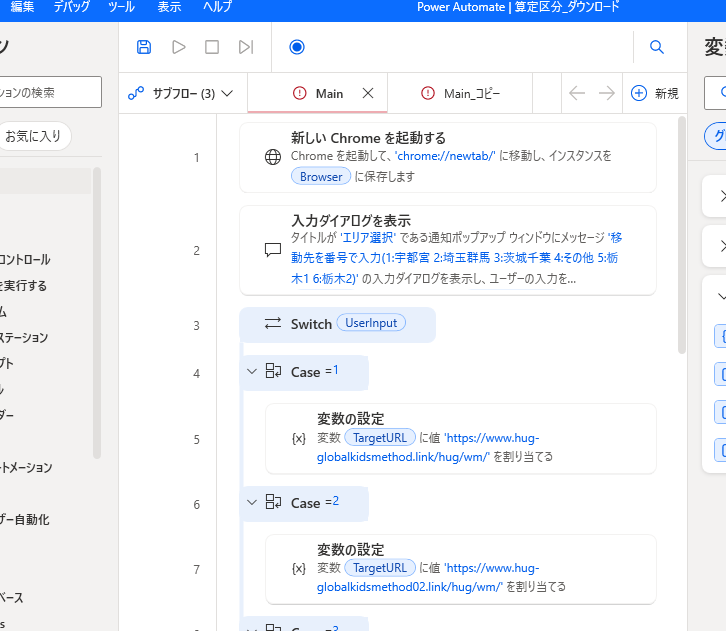 編集 デバッグ ツール 表示 ヘルプ Power Automate | 算定区分_ダウンロード
ン
変
ションの検索
サブフロー (3) Main Main_コピー 新規
お気に入り
グ
1
新しい Chrome を起動する
Chrome を起動して、'chrome://newtab/' に移動し、インスタンスを
Browser に保存します
2
入力ダイアログを表示
タイトルが 'エリア選択' である通知ポップアップ ウィンドウにメッセージ '移
動先を番号で入力(1:宇都宮 2:埼玉群馬 3:茨城千葉 4:その他 5:栃
木1 6:栃木2)' の入力ダイアログを表示し、ユーザーの入力を...
コントロール
を実行する
ム
ステーション
プト
ル
ダー
ートメーション
ザー自動化
ベース
s
3 Switch UserInput
4 Case =1
5
変数の設定
{x} 変数 TargetURL に値 'https://www.hug-
globalkidsmethod.link/hug/wm/' を割り当てる
6 Case =2
7
変数の設定
{x} 変数 TargetURL に値 'https://www.hug-
globalkidsmethod02.link/hug/wm/' を割り当てる
Case =3